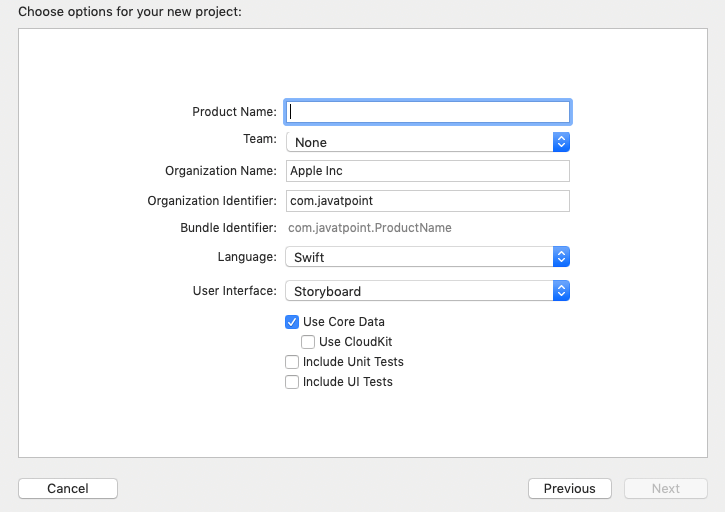 Choose options for your new project:
Product Name:
Team: None
Organization Name: Apple Inc
Organization Identifier: com.javatpoint
Bundle Identifier: com.javatpoint.ProductName
Language: Swift
User Interface: Storyboard
Use Core Data
Use CloudKit
Include Unit Tests
Include UI Tests
Cancel Previous Next